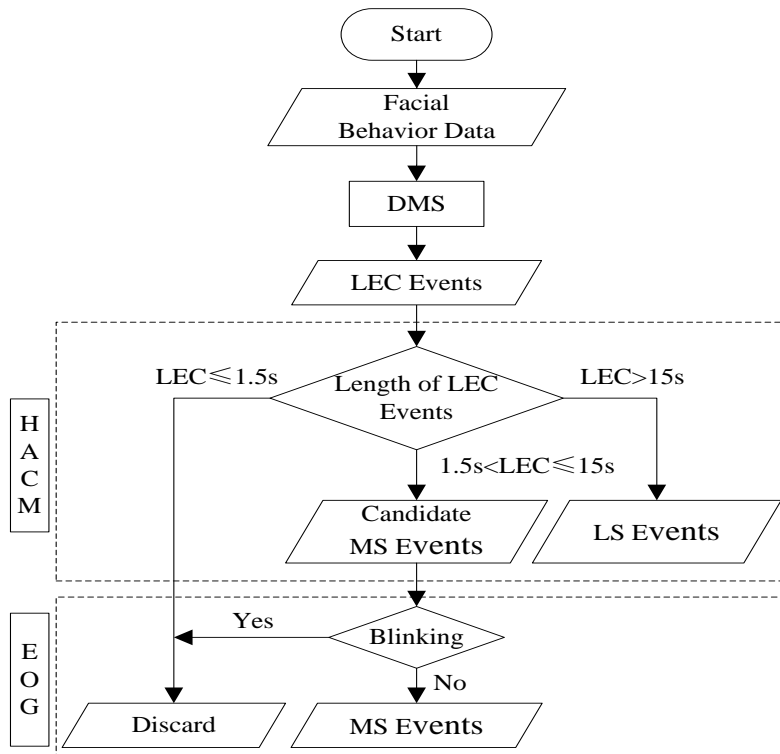 Start
Facial
Behavior Data
DMS
LEC Events
LEC≤1.5s
Length of LEC
Events
LEC>15s
1.5s<LEC≤15s
H
A
C
M
Candidate
MS Events
LS Events
Yes
Blinking
No
E
O
G
Discard
MS Events